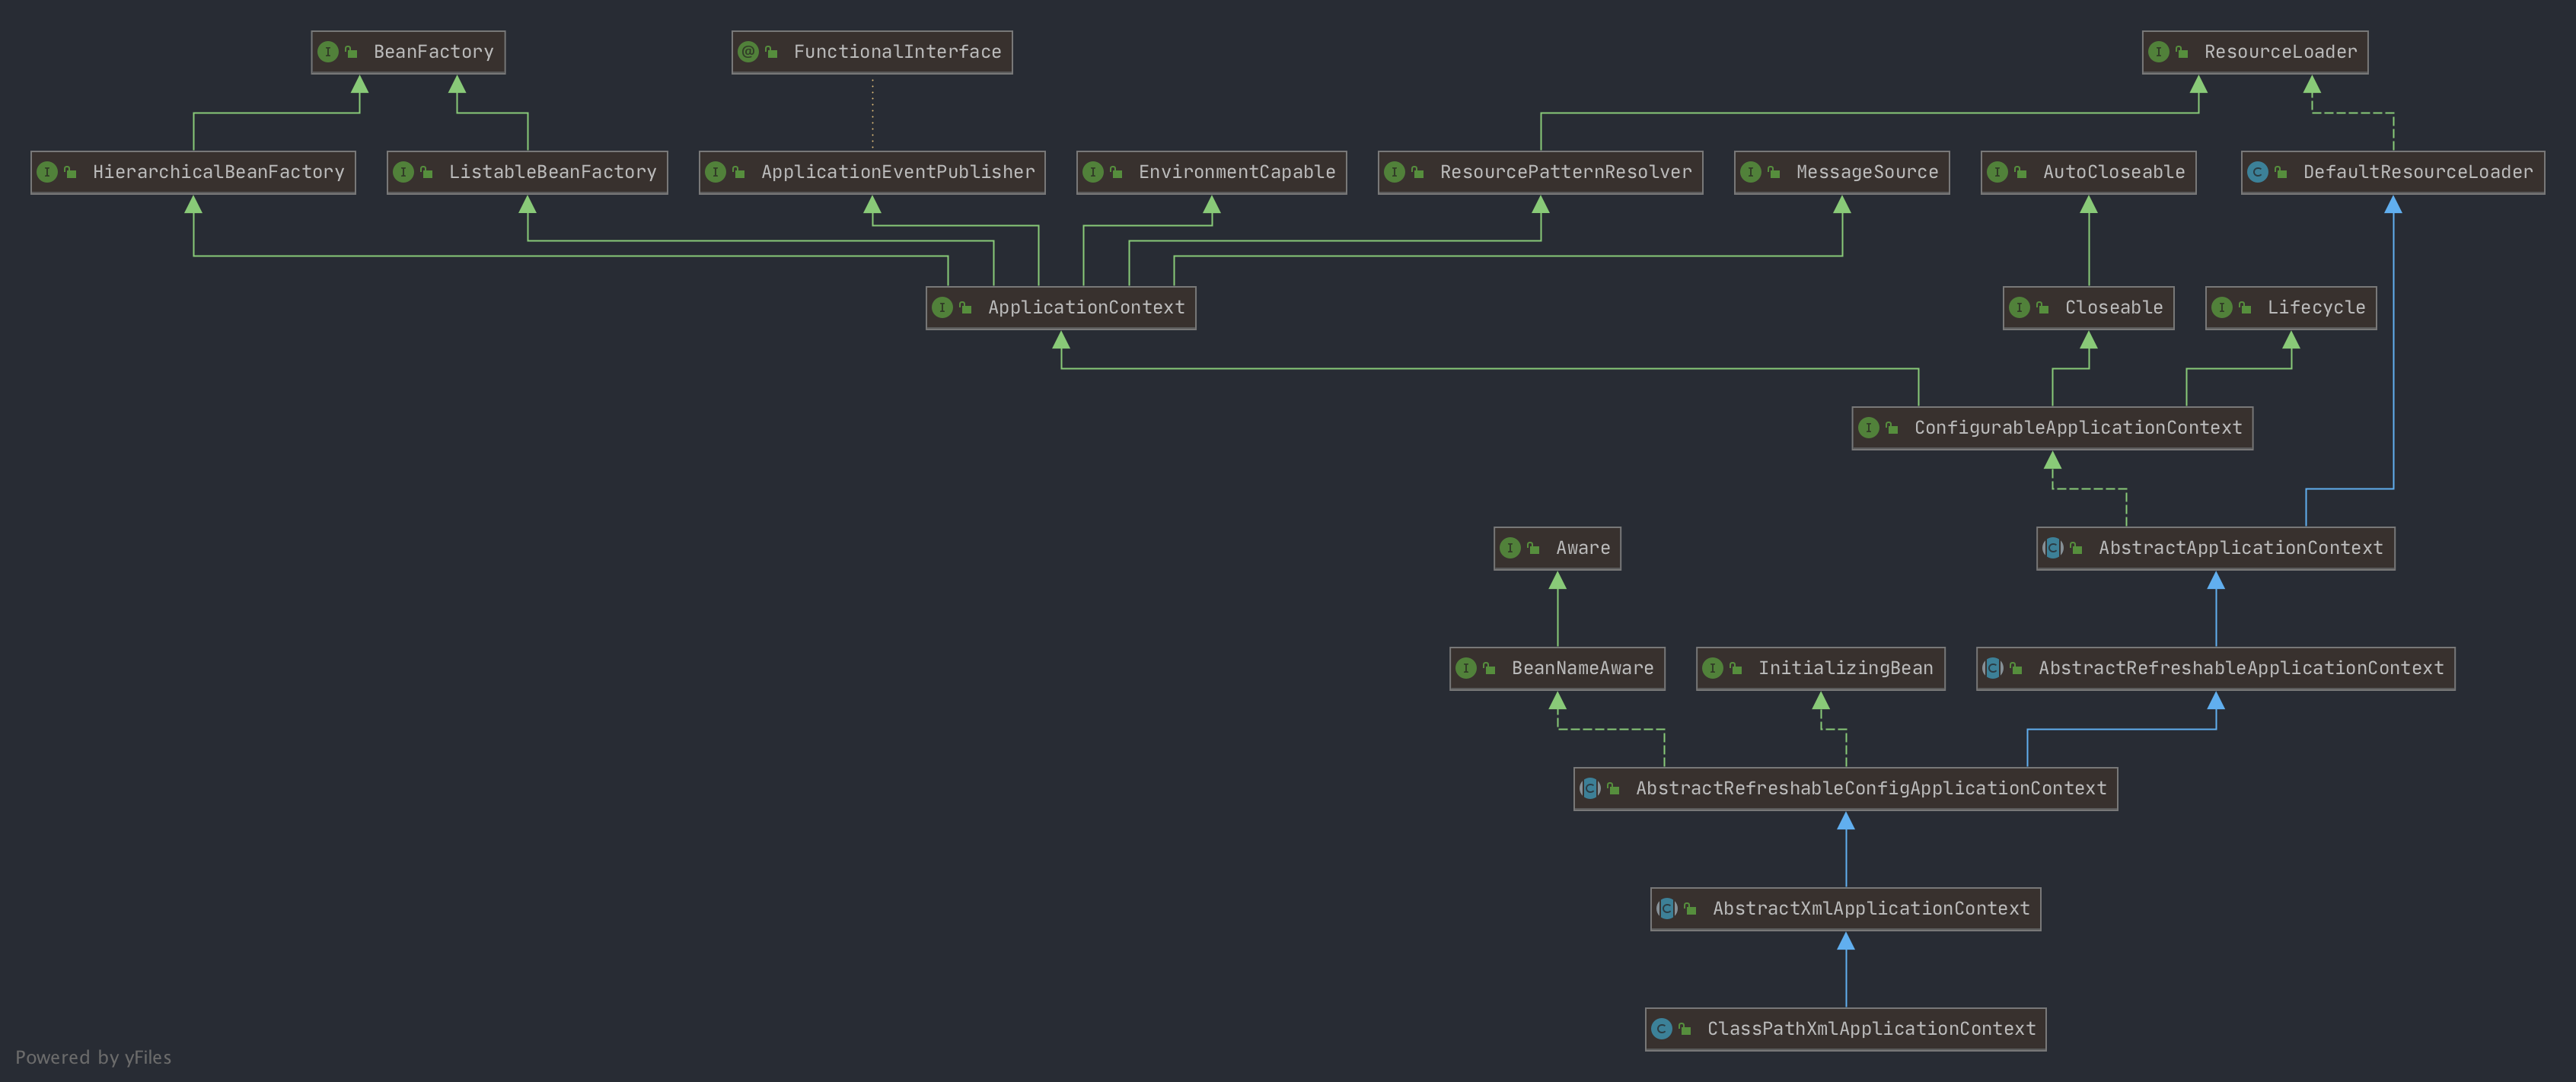 BeanFactory
FunctionalInterface
ResourceLoader
HierarchicalBeanFactory
ListableBeanFactory
ApplicationEventPublisher
EnvironmentCapable
ResourcePatternResolver
MessageSource
AutoCloseable
DefaultResourceLoader
ApplicationContext
Closeable
Lifecycle
ConfigurableApplicationContext
Aware
AbstractApplicationContext
BeanNameAware
InitializingBean
AbstractRefreshableApplicationContext
AbstractRefreshableConfigApplicationContext
AbstractXmlApplicationContext
ClassPathXmlApplicationContext
Powered by yFiles